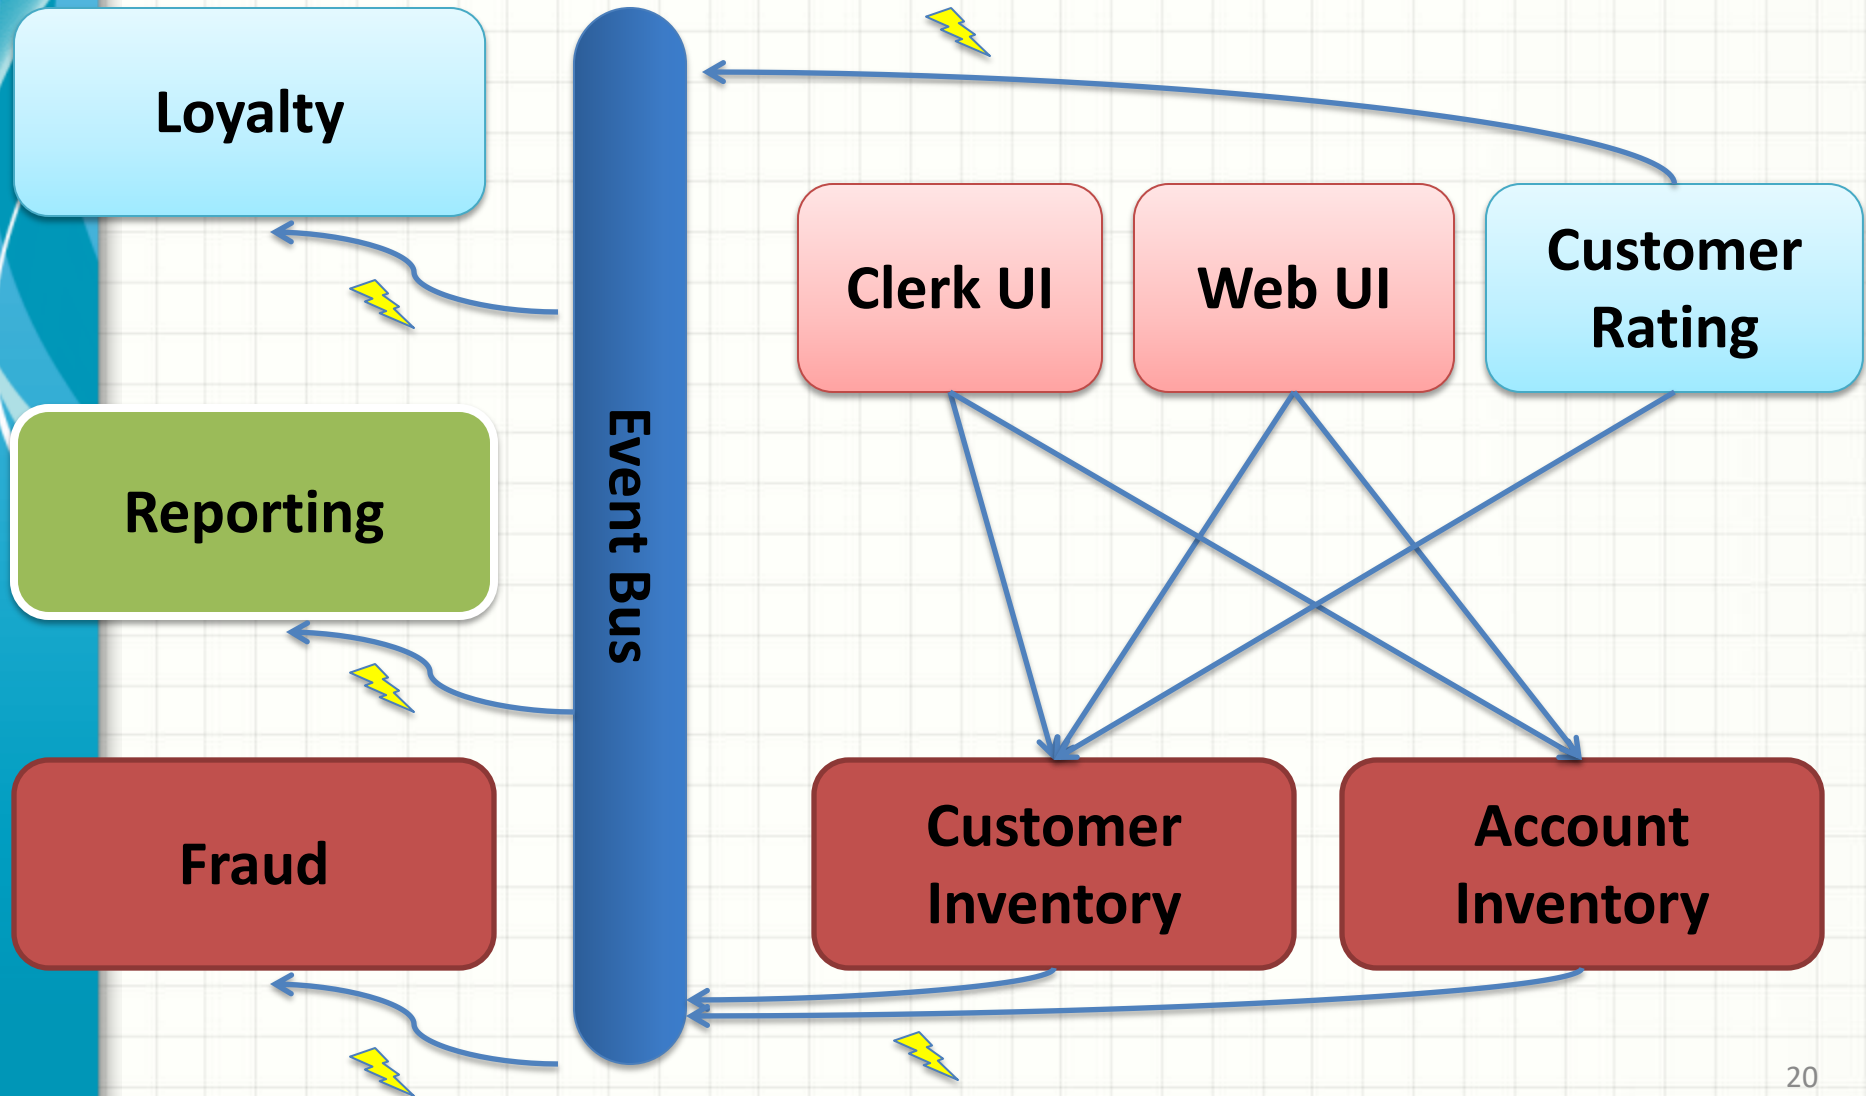 Loyalty
Reporting
Fraud
Event Bus
Clerk UI
Web UI
Customer
Rating
Customer
Inventory
Account
Inventory
20